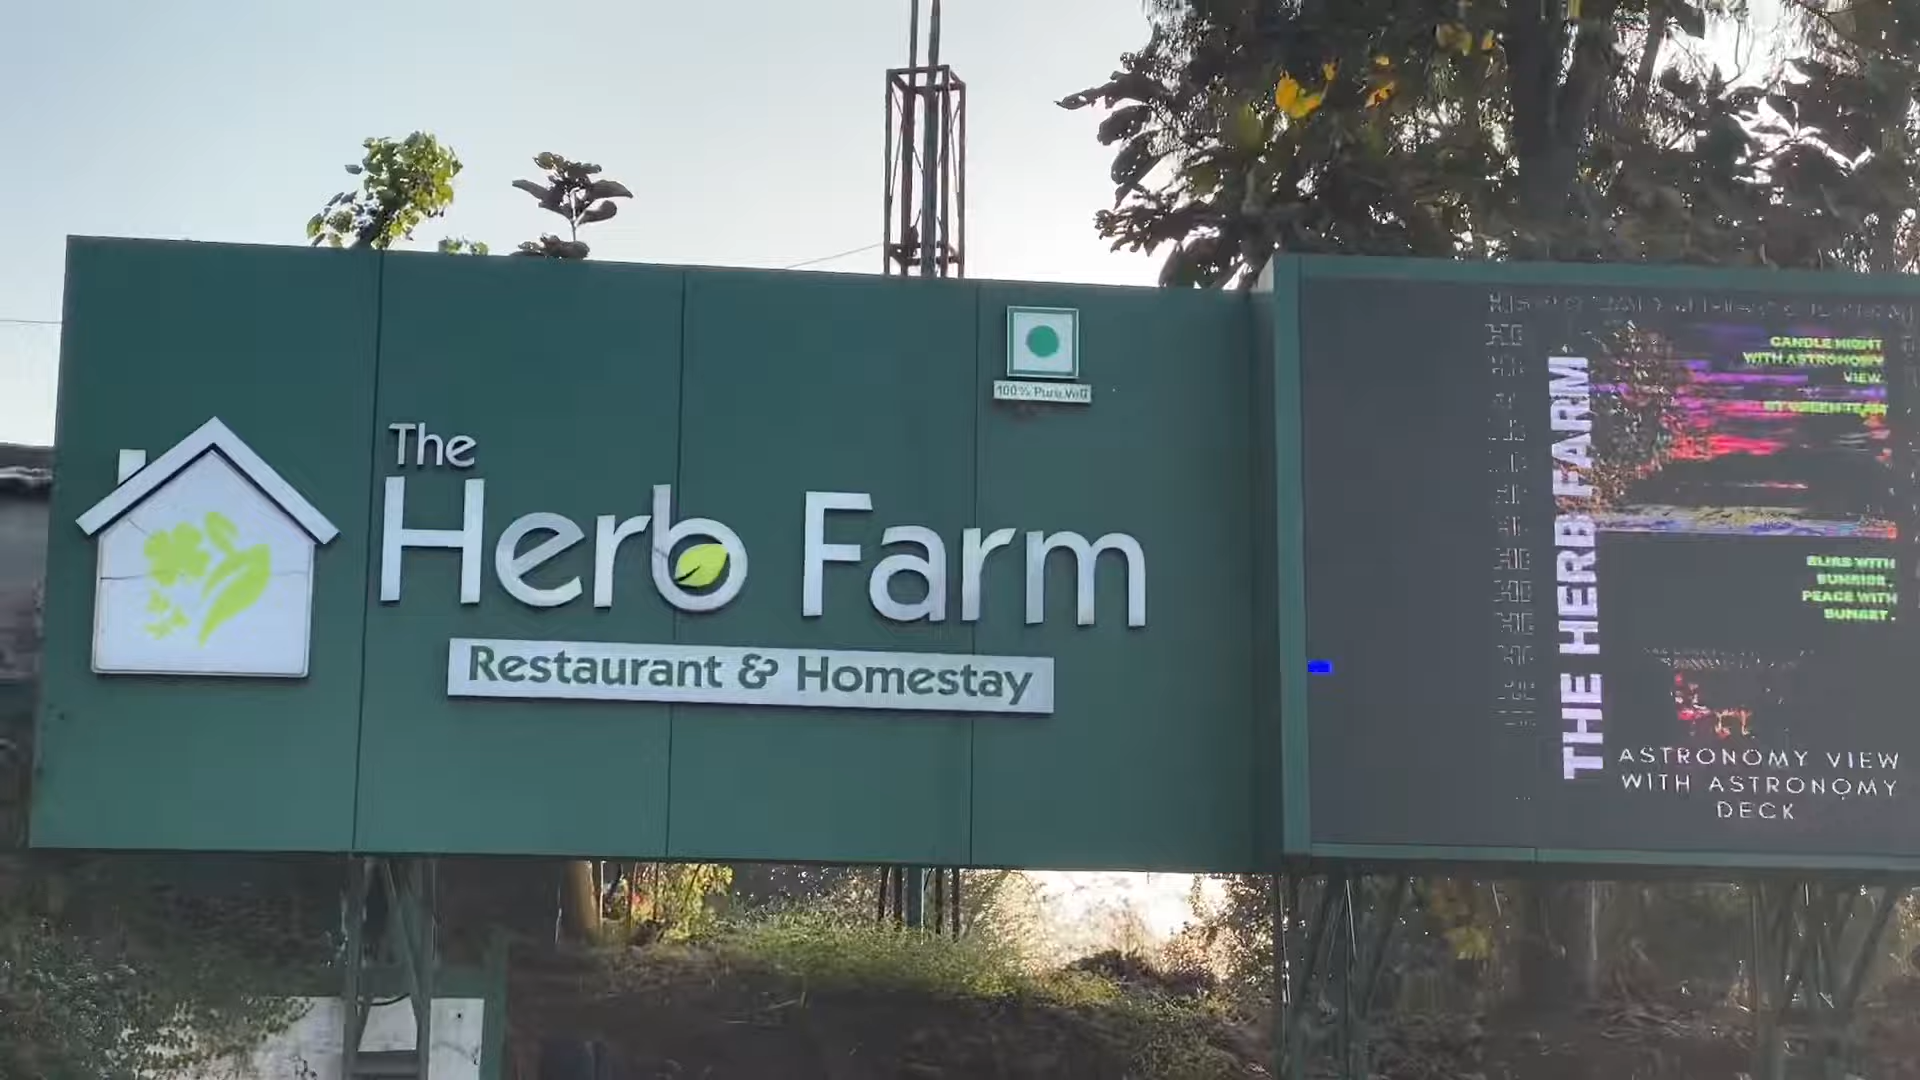 100% Pure Veg
The
Herb Farm
Restaurant & Homestay
THE HERB FARM
CANDLE NIGHT
WITH ASTRONOMY
VIEW
BLISS WITH
SUNRISE,
PEACE WITH
SUNSET.
ASTRONOMY VIEW
WITH ASTRONOMY
DECK